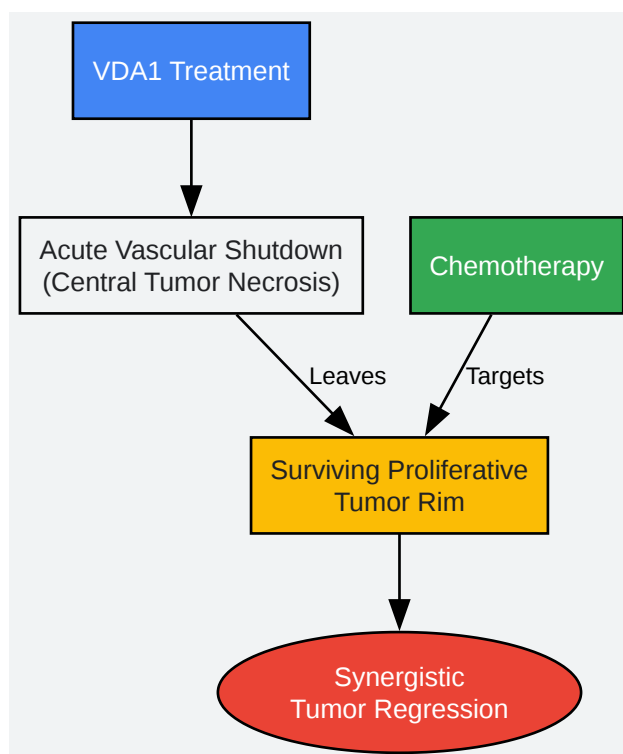 VDA1 Treatment
Acute Vascular Shutdown
(Central Tumor Necrosis)
Chemotherapy
Leaves
Targets
Surviving Proliferative
Tumor Rim
Synergistic
Tumor Regression